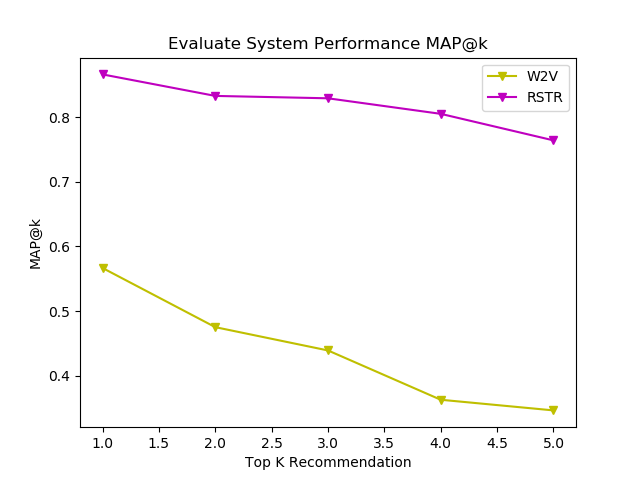 Evaluate System Performance MAP@k
W2V
RSTR
MAP@k
0.8
0.7
0.6
0.5
0.4
1.0 1.5 2.0 2.5 3.0 3.5 4.0 4.5 5.0
Top K Recommendation